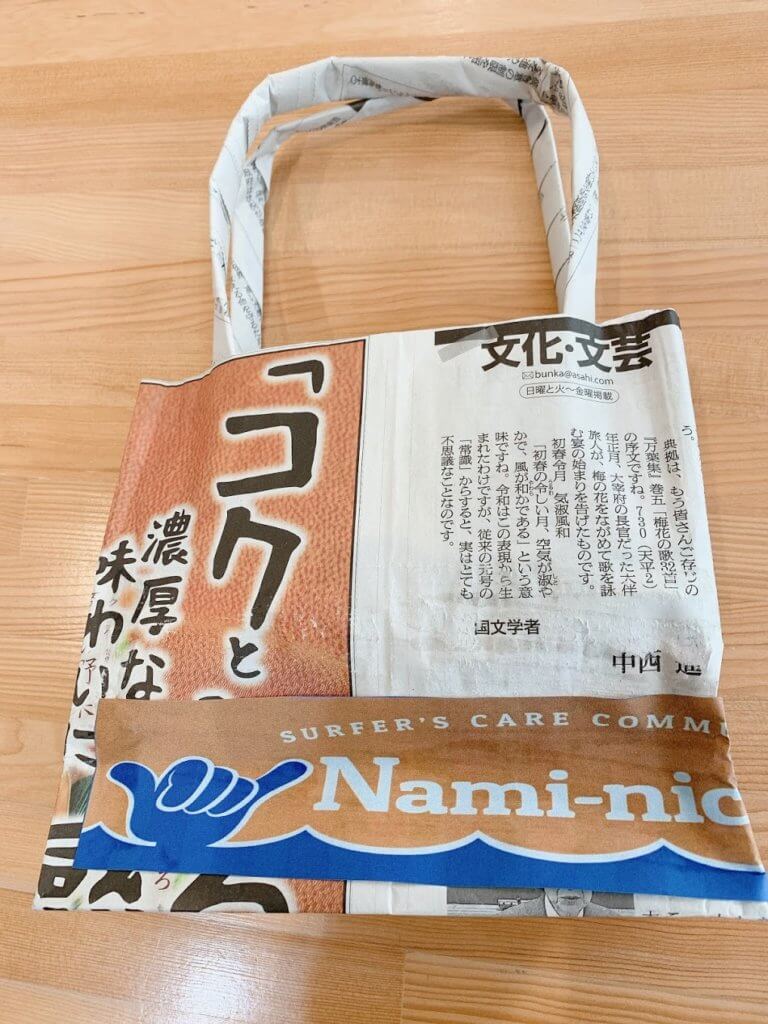 「コクと
濃厚な
味わい
文化・文芸
bunka@asahi.com
日曜と火～金曜掲載
う。
典拠は、もう皆さんご存じの
『万葉集』巻五「梅花の歌32首」
の序文ですね。730（天平2）
年正月、大宰府の長官だった大伴
旅人が、梅の花をながめて歌を詠
む宴の始まりを告げたものです。
初春令月 気淑風和
「初春の令しい月、空気が淑や
かで、風が和かである」という意
味ですね。令和はこの表現から生
まれたわけですが、従来の元号の
「常識」からすると、実はとても
不思議なことなのです。
国文学者
中西 進
SURFER'S CARE COMMU
Nami-nic